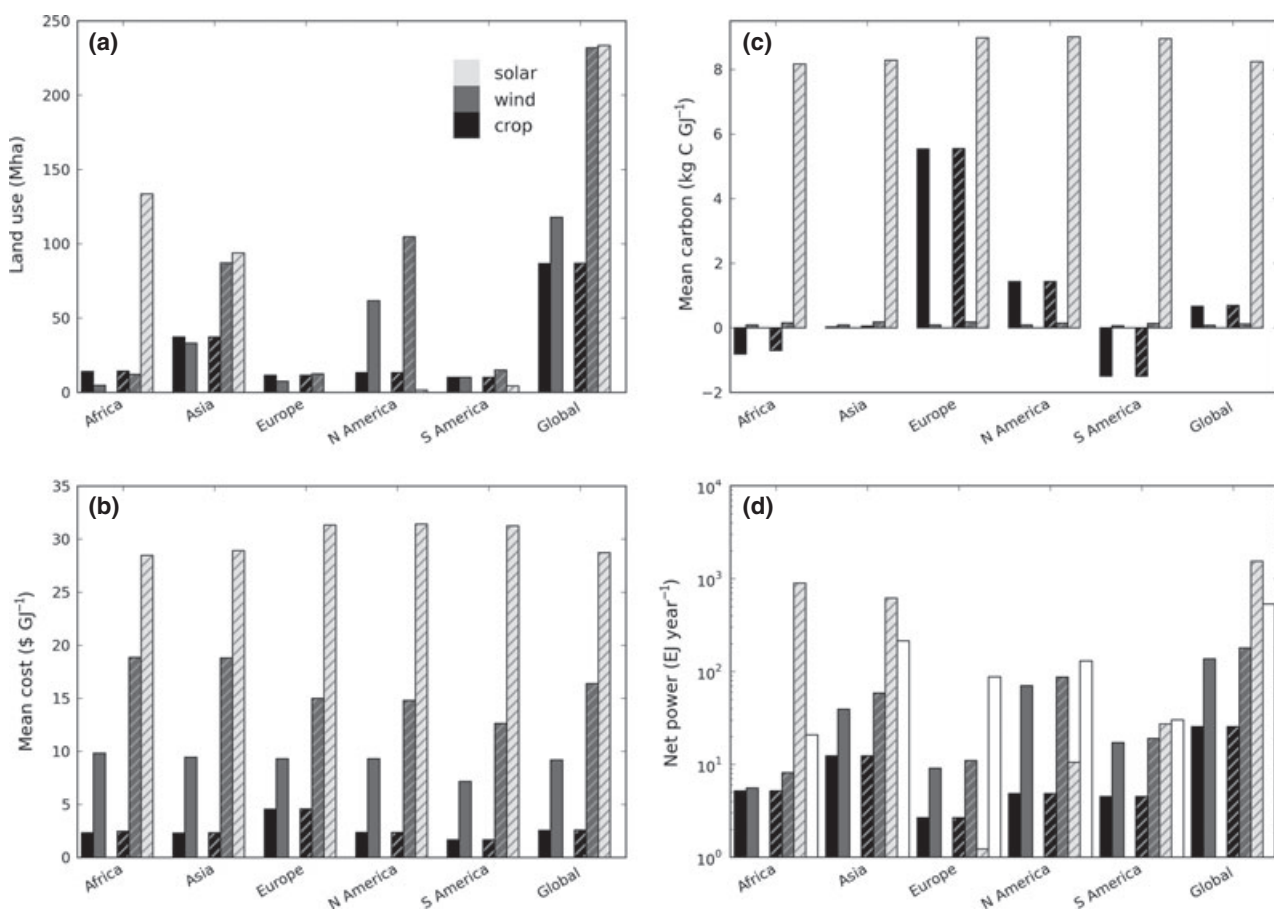 (a)
250
200
150
100
50
0
Land use (Mha)
solar
wind
crop
Africa
Asia
Europe
N America
S America
Global
(c)
8
6
4
2
0
−2
Mean carbon (kg C GJ⁻¹)
Africa
Asia
Europe
N America
S America
Global
(b)
35
30
25
20
15
10
5
0
Mean cost ($ GJ⁻¹)
Africa
Asia
Europe
N America
S America
Global
(d)
10⁴
10³
10²
10¹
10⁰
Net power (EJ year⁻¹)
Africa
Asia
Europe
N America
S America
Global